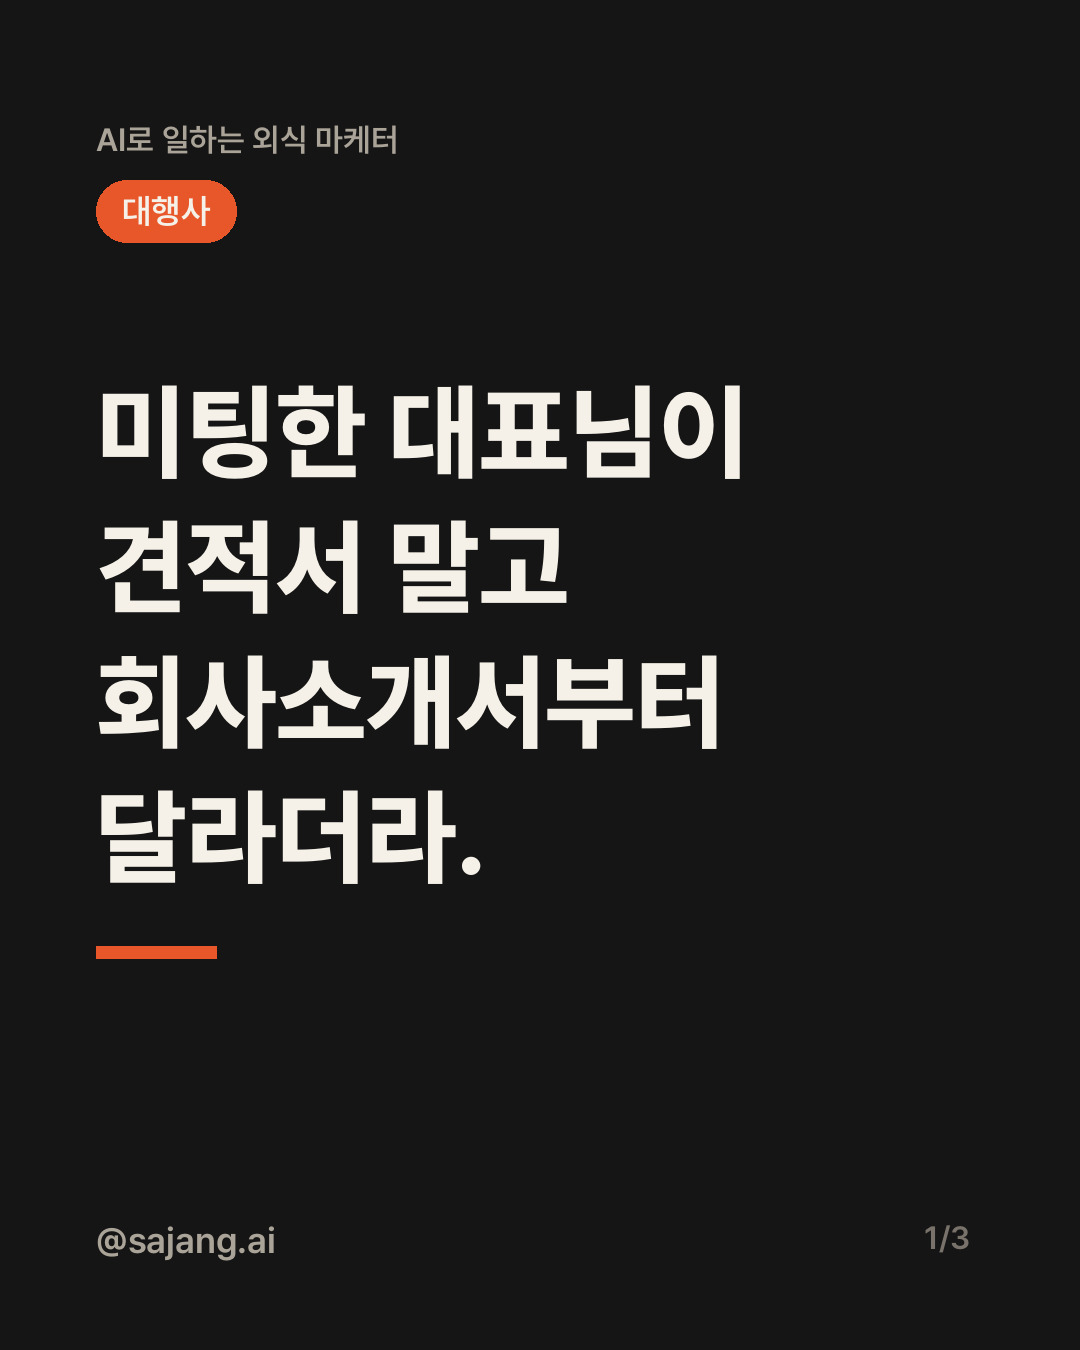 AI로 일하는 외식 마케터
대행사
미팅한 대표님이
견적서 말고
회사소개서부터
달라더라.
@sajang.ai
1/3